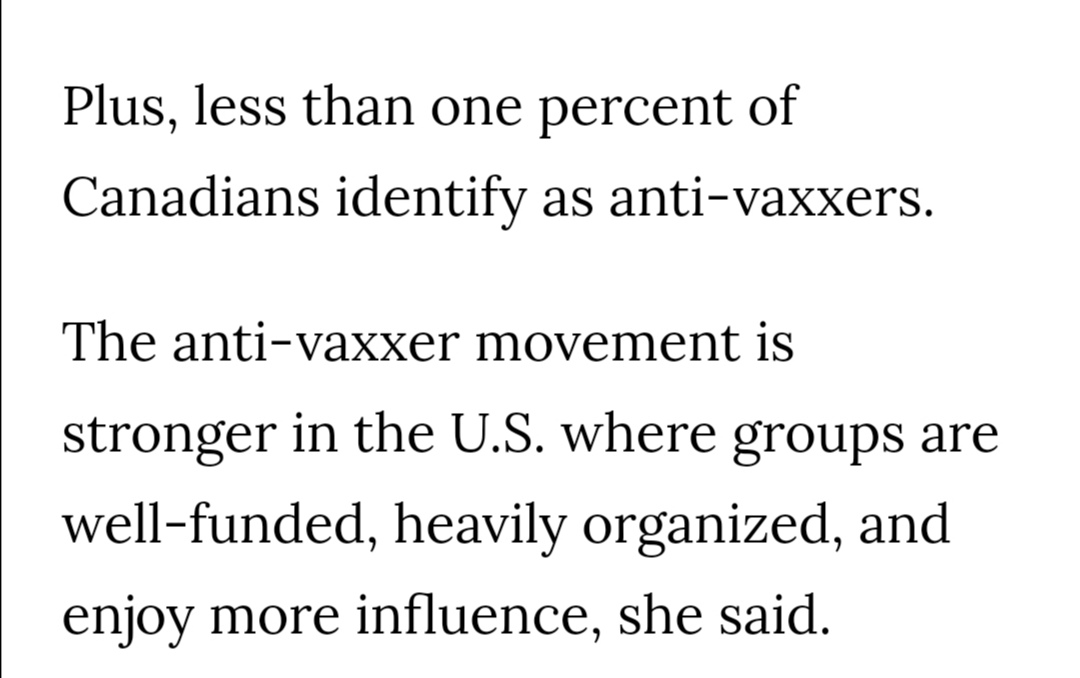 Plus, less than one percent of
Canadians identify as anti-vaxxers.
The anti-vaxxer movement is
stronger in the U.S. where groups are
well-funded, heavily organized, and
enjoy more influence, she said.